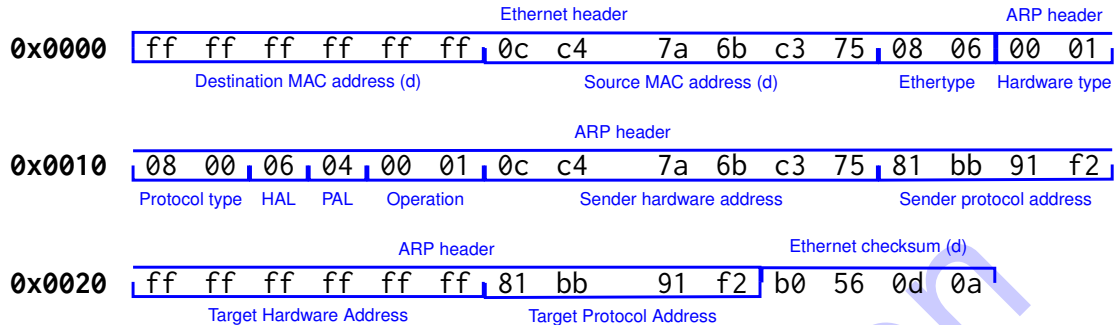 Ethernet header ARP header
0x0000 ff ff ff ff ff ff 0c c4 7a 6b c3 75 08 06 00 01
Destination MAC address (d) Source MAC address (d) Ethertype Hardware type
ARP header
0x0010 08 00 06 04 00 01 0c c4 7a 6b c3 75 81 bb 91 f2
Protocol type HAL PAL Operation Sender hardware address Sender protocol address
ARP header Ethernet checksum (d)
0x0020 ff ff ff ff ff ff 81 bb 91 f2 b0 56 0d 0a
Target Hardware Address Target Protocol Address